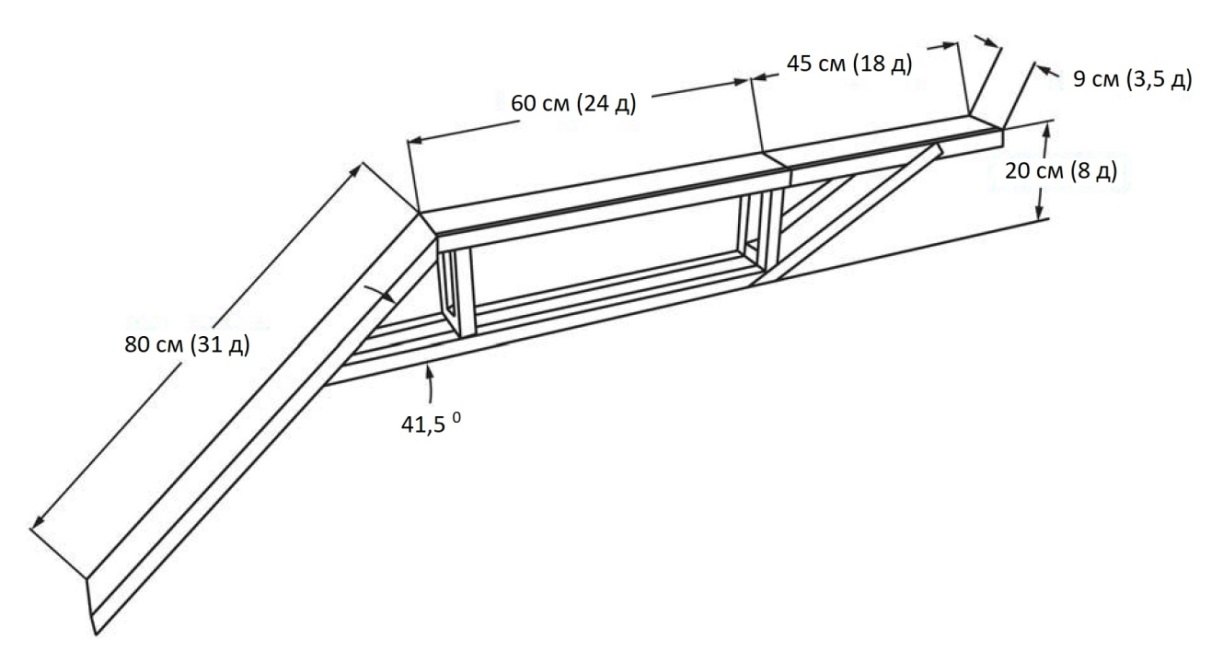 45 см (18 д)
9 см (3,5 д)
60 см (24 д)
20 см (8 д)
80 см (31 д)
41,5 ⁰